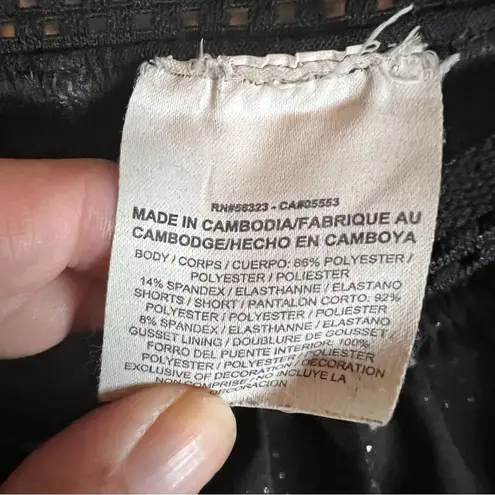 RN#56323 - CA#05553
MADE IN CAMBODIA/FABRIQUE AU
CAMBODGE/HECHO EN CAMBOYA
BODY / CORPS / CUERPO: 86% POLYESTER /
POLYESTER / POLIESTER
14% SPANDEX / ELASTHANNE / ELASTANO
SHORTS / SHORT / PANTALON CORTO: 92%
POLYESTER / POLYESTER / POLIESTER
8% SPANDEX / ELASTHANNE / ELASTANO
GUSSET LINING / DOUBLURE DE GOUSSET /
FORRO DEL PUENTE INTERIOR: 100%
POLYESTER / POLYESTER / POLIESTER
EXCLUSIVE OF DECORATION /
NON COMPRISE / NO INCLUYE LA
DECORACION